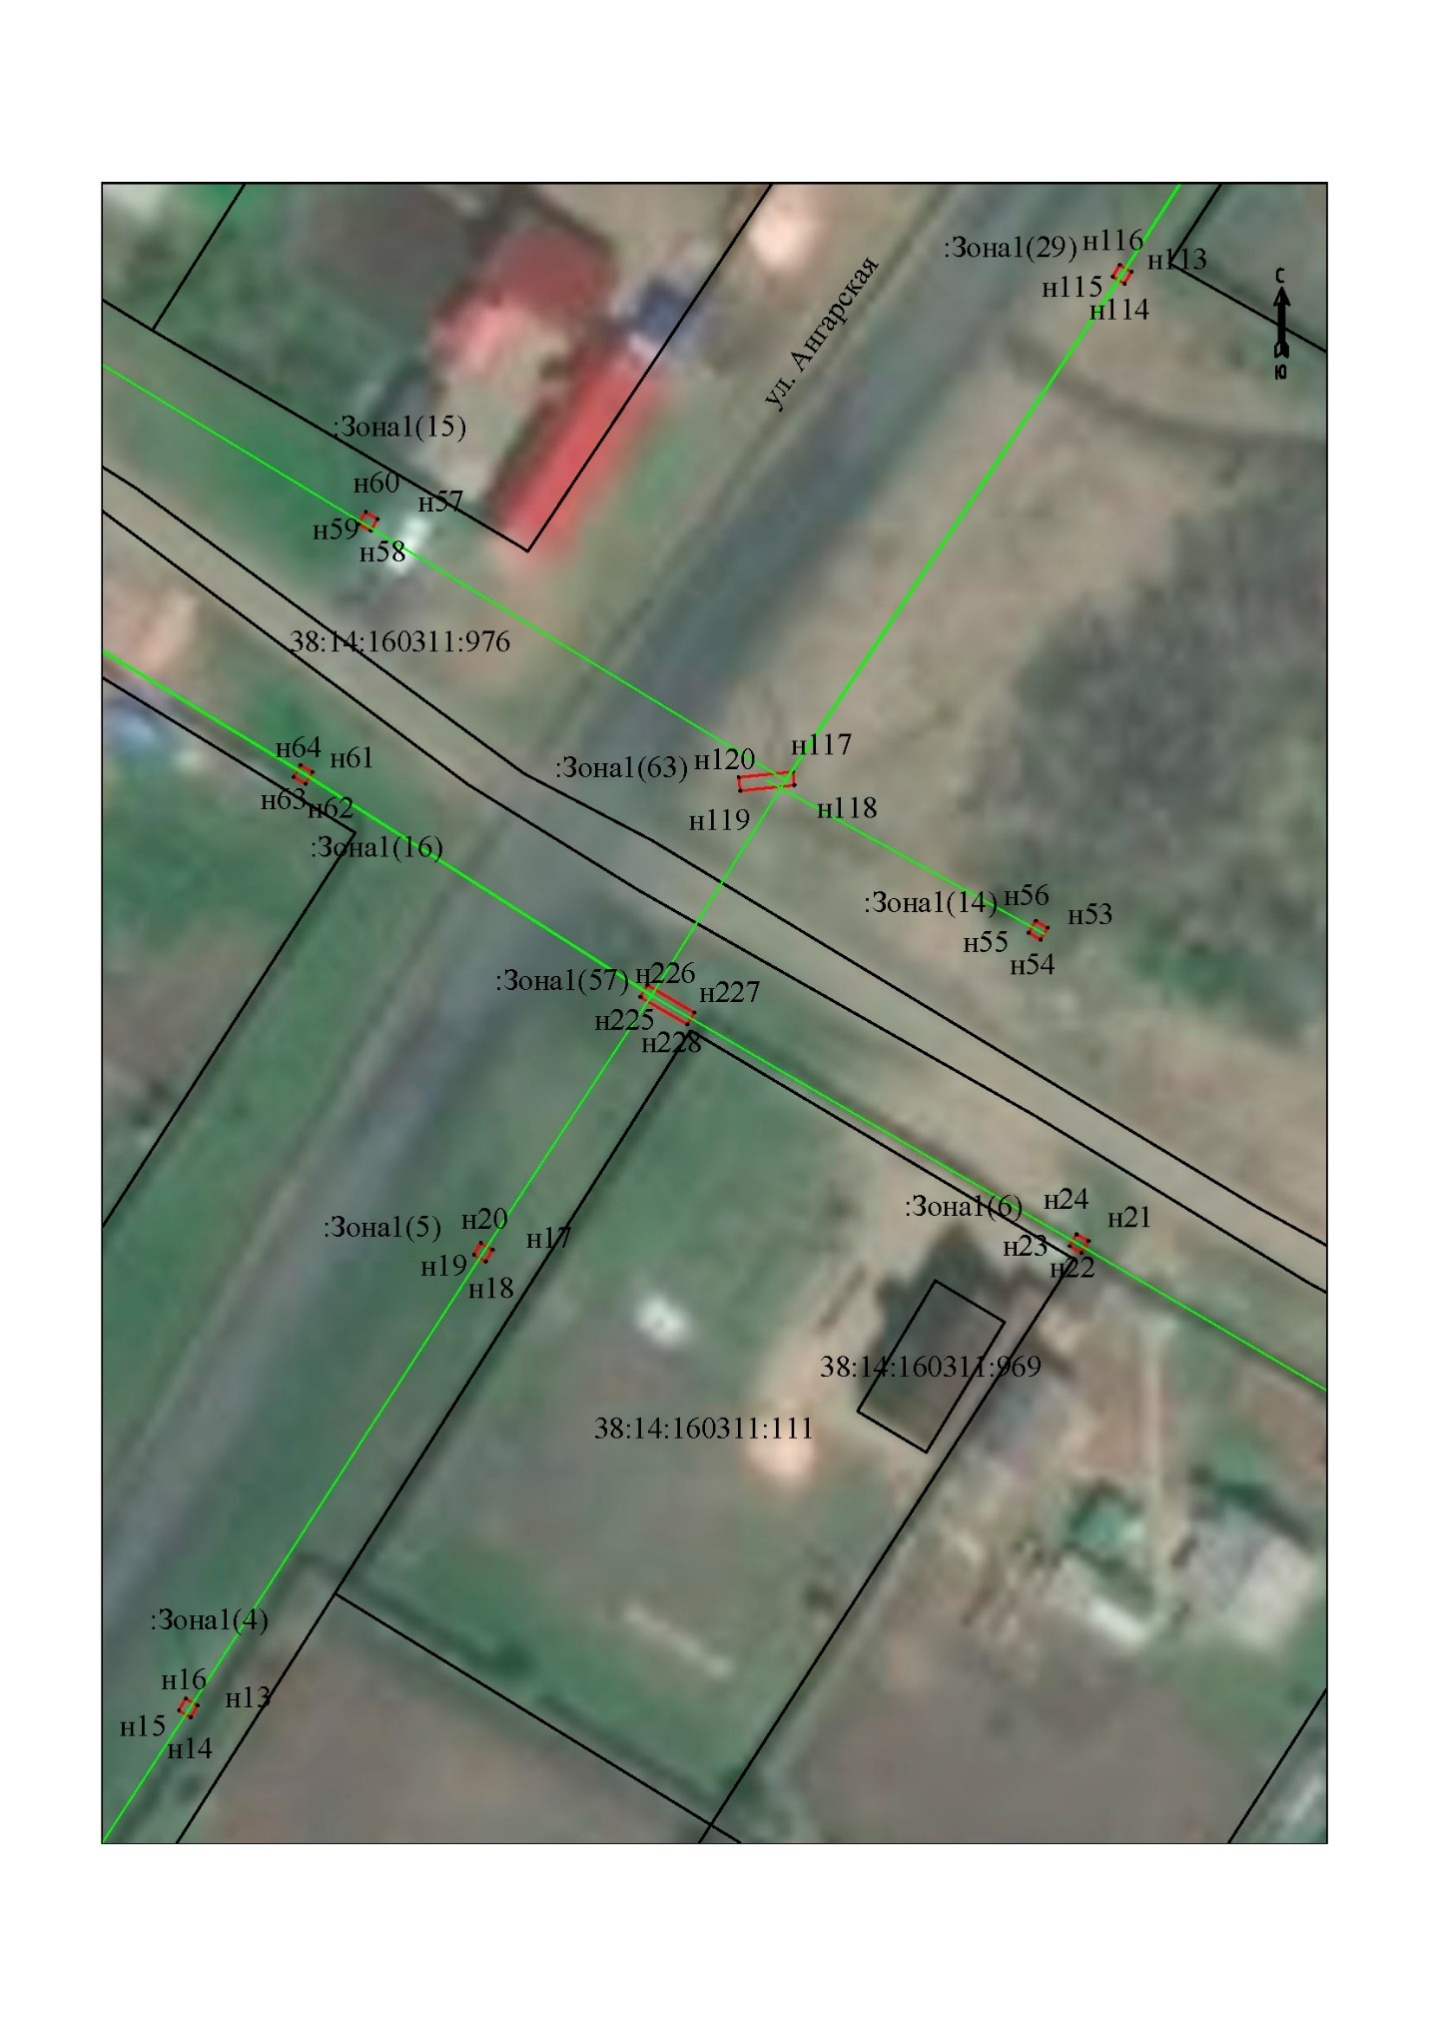 :Зона1(29)
н116
н113
н115
н114
С
Ю
ул. Ангарская
:Зона1(15)
н60
н57
н59
н58
38:14:160311:976
н64
н61
н63
н62
:Зона1(16)
:Зона1(63)
н120
н117
н119
н118
:Зона1(14)
н56
н53
н55
н54
:Зона1(57)
н226
н227
н225
н228
:Зона1(6)
н24
н21
н23
н22
:Зона1(5)
н20
н17
н19
н18
38:14:160311:969
38:14:160311:111
:Зона1(4)
н16
н13
н15
н14